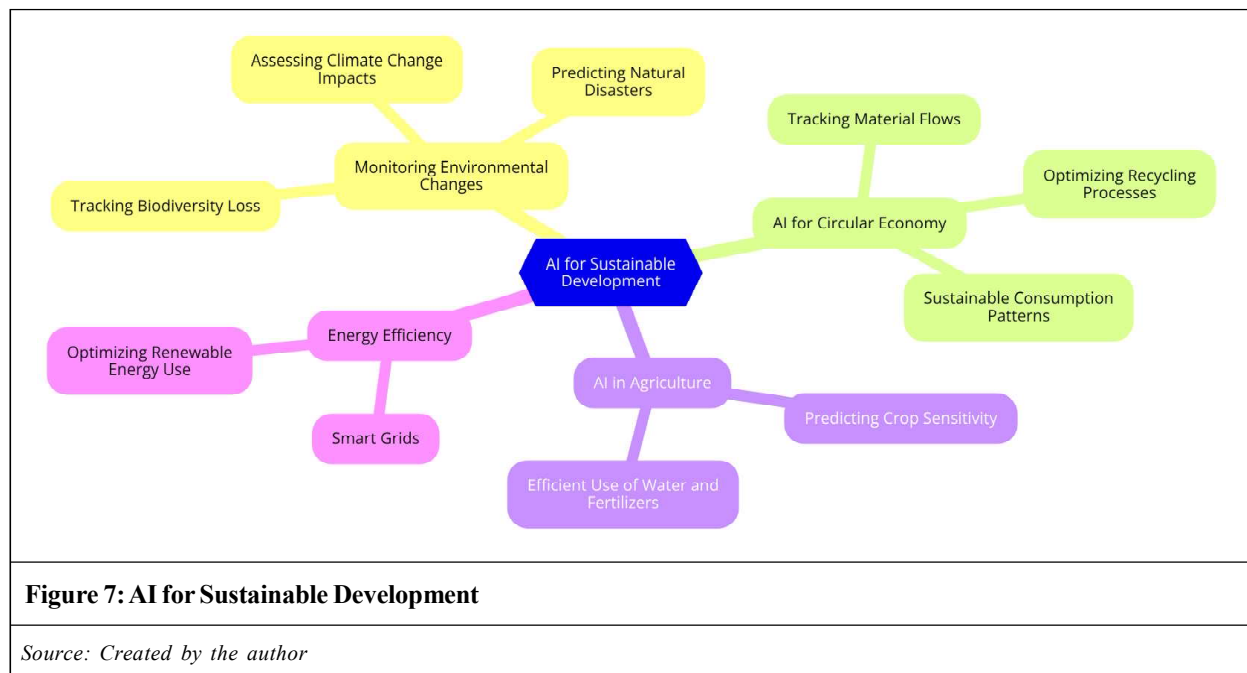 Assessing Climate Change
Impacts
Predicting Natural
Disasters
Monitoring Environmental
Changes
Tracking Biodiversity Loss
Tracking Material Flows
Optimizing Recycling
Processes
AI for Circular Economy
Sustainable Consumption
Patterns
AI for Sustainable
Development
Energy Efficiency
Optimizing Renewable
Energy Use
Smart Grids
AI in Agriculture
Predicting Crop Sensitivity
Efficient Use of Water and
Fertilizers
Figure 7: AI for Sustainable Development
Source: Created by the author